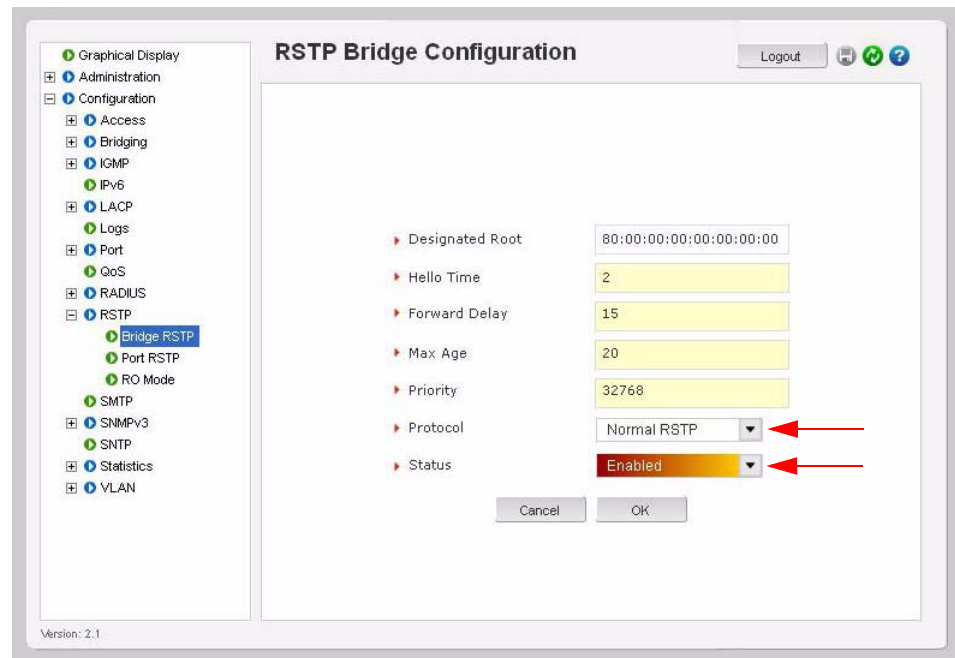 RSTP Bridge Configuration
Logout
Graphical Display
Administration
Configuration
Access
Bridging
IGMP
IPv6
LACP
Logs
Port
QoS
RADIUS
RSTP
Bridge RSTP
Port RSTP
RO Mode
SMTP
SNMPv3
SNTP
Statistics
VLAN
Designated Root 80:00:00:00:00:00:00:00
Hello Time 2
Forward Delay 15
Max Age 20
Priority 32768
Protocol Normal RSTP
Status Enabled
Cancel OK
Version: 2.1